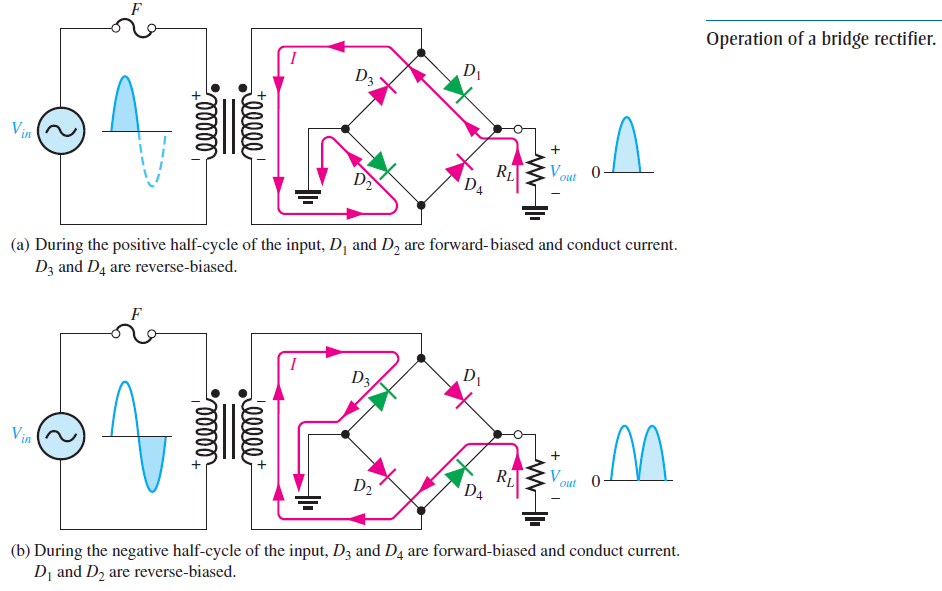 F
Operation of a bridge rectifier.
I
D3
D1
+
+
Vin
+
RL
Vout
0
−
−
D2
D4
−
(a) During the positive half-cycle of the input, D1 and D2 are forward-biased and conduct current.
D3 and D4 are reverse-biased.
F
I
D3
D1
−
−
Vin
+
RL
Vout
0
+
+
D2
D4
−
(b) During the negative half-cycle of the input, D3 and D4 are forward-biased and conduct current.
D1 and D2 are reverse-biased.